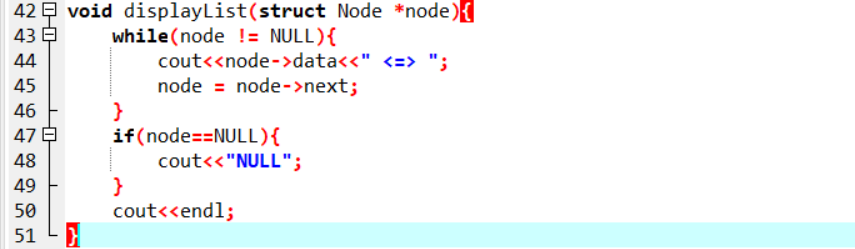 42 void displayList(struct Node *node){
43 while(node != NULL){
44 cout<<node->data<<" <=> ";
45 node = node->next;
46 }
47 if(node==NULL){
48 cout<<"NULL";
49 }
50 cout<<endl;
51 }